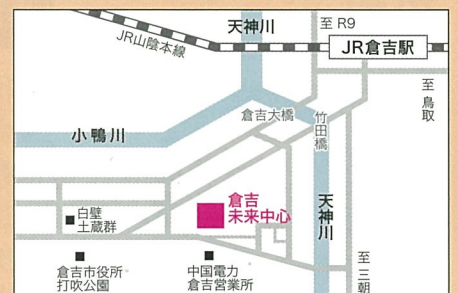 天神川
至 R9
JR山陰本線
JR倉吉駅
至 鳥取
倉吉大橋
竹田橋
小鴨川
白壁
土蔵群
倉吉
未来中心
天神川
至 三朝
倉吉市役所
打吹公園
中国電力
倉吉営業所